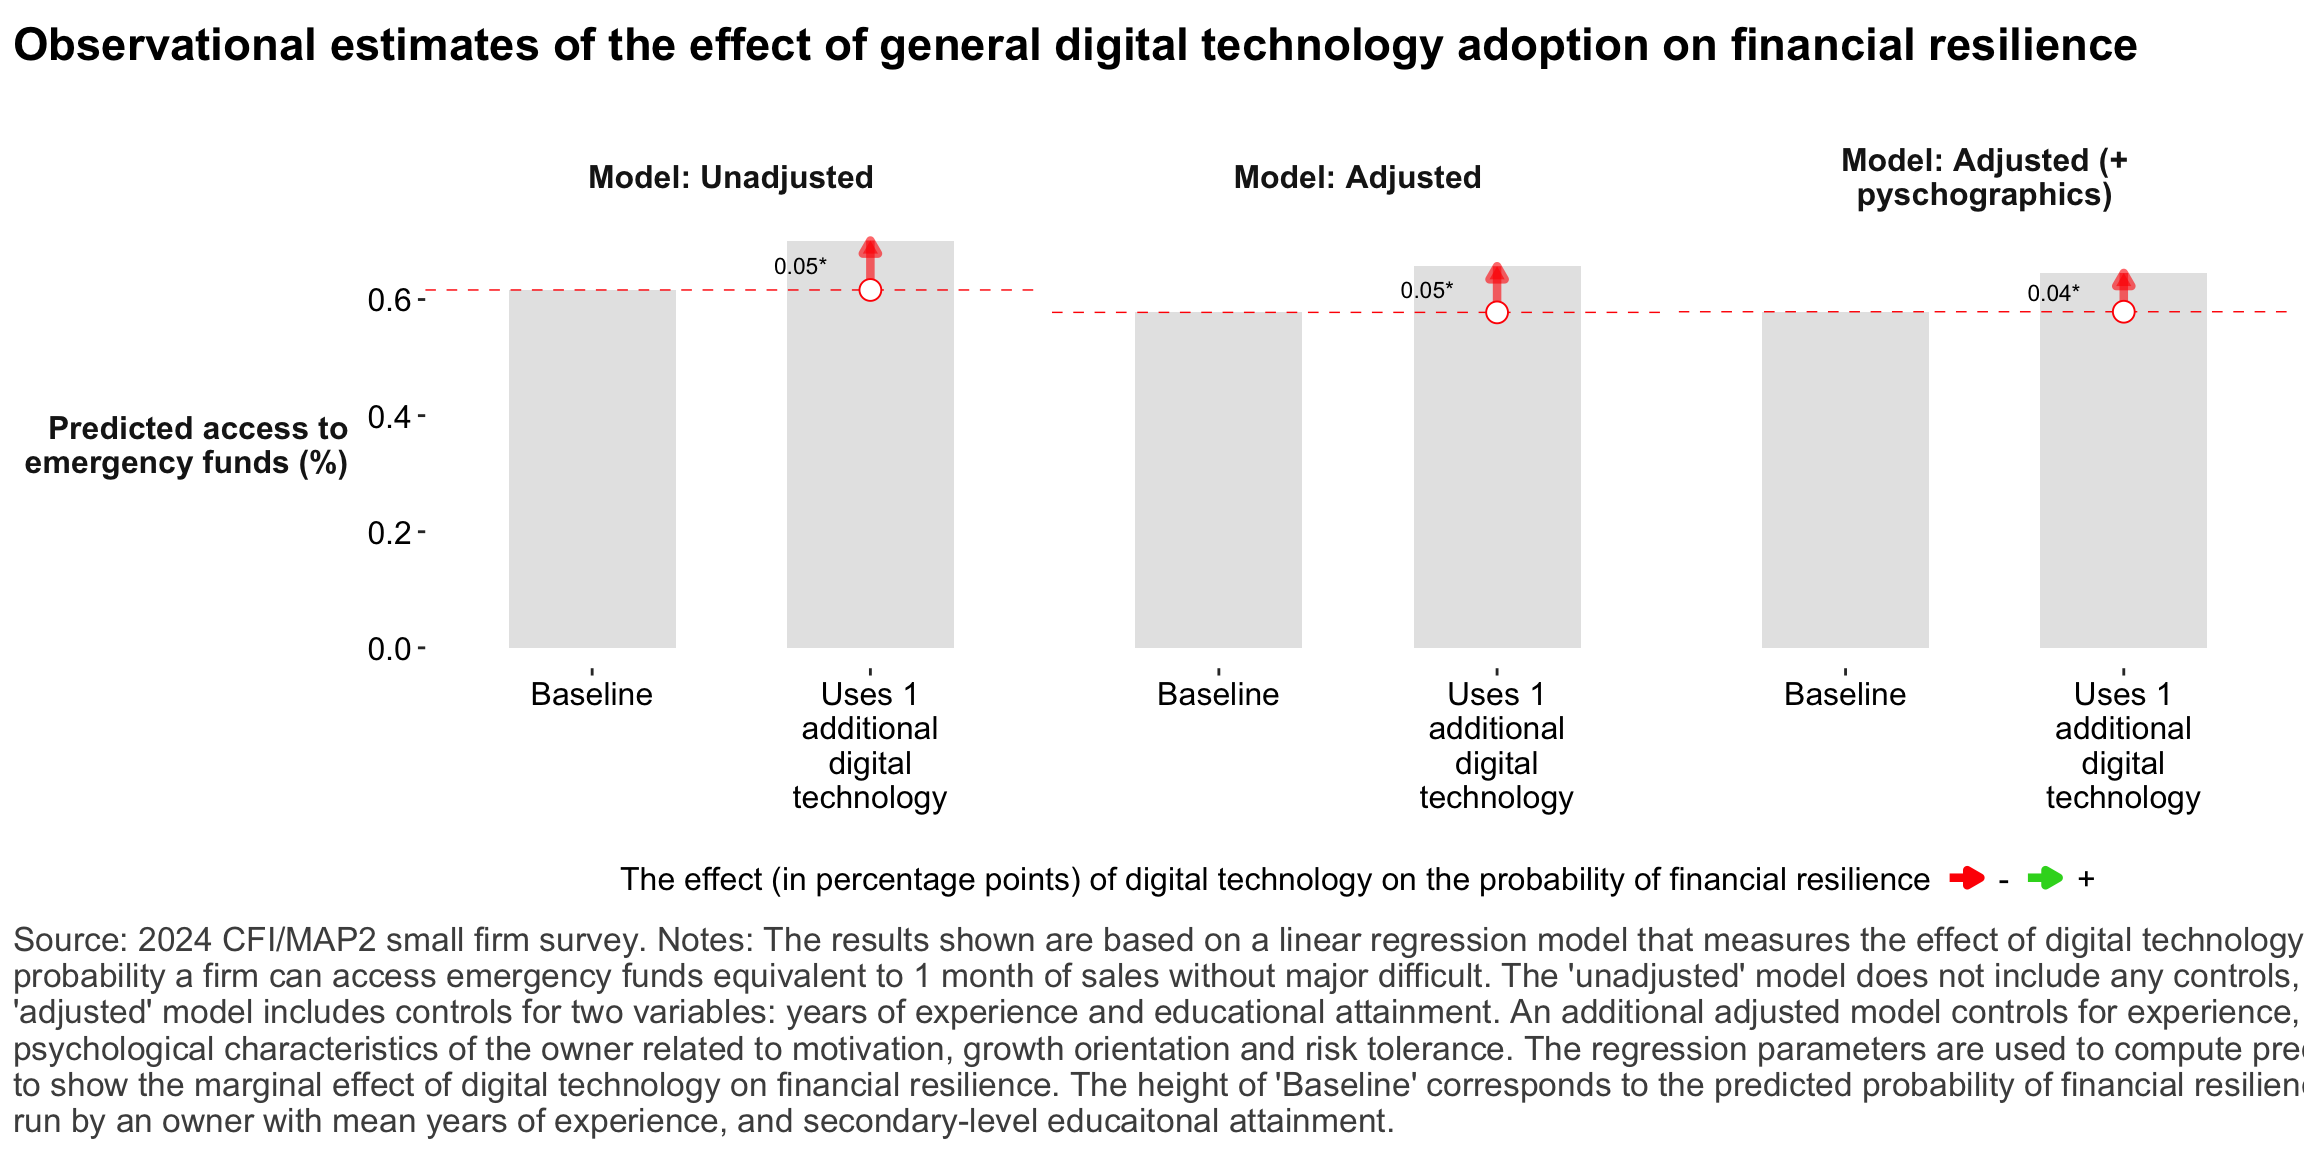 Observational estimates of the effect of general digital technology adoption on financial resilience
Model: Unadjusted
Model: Adjusted
Model: Adjusted (+
pyschographics)
0.05*
0.05*
0.04*
0.6
0.4
0.2
0.0
Predicted access to
emergency funds (%)
Baseline
Uses 1
additional
digital
technology
Baseline
Uses 1
additional
digital
technology
Baseline
Uses 1
additional
digital
technology
The effect (in percentage points) of digital technology on the probability of financial resilience - +
Source: 2024 CFI/MAP2 small firm survey. Notes: The results shown are based on a linear regression model that measures the effect of digital technology
probability a firm can access emergency funds equivalent to 1 month of sales without major difficult. The 'unadjusted' model does not include any controls,
'adjusted' model includes controls for two variables: years of experience and educational attainment. An additional adjusted model controls for experience,
psychological characteristics of the owner related to motivation, growth orientation and risk tolerance. The regression parameters are used to compute
to show the marginal effect of digital technology on financial resilience. The height of 'Baseline' corresponds to the predicted probability of financial
run by an owner with mean years of experience, and secondary-level educaitonal attainment.